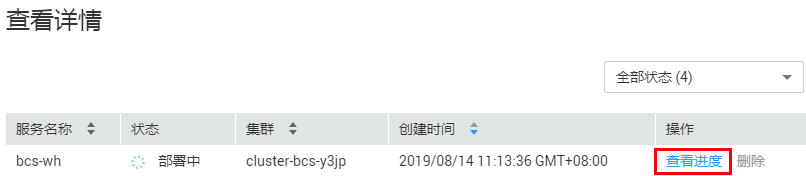 查看详情
全部状态 (4)
服务名称 状态 集群 创建时间 操作
bcs-wh 部署中 cluster-bcs-y3jp 2019/08/14 11:13:36 GMT+08:00 查看进度 删除